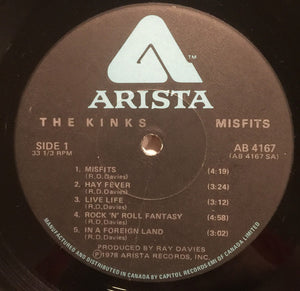 TM
ARISTA
THE KINKS MISFITS
SIDE 1 AB 4167
33 1/3 RPM (AB 4167 SA)
1. MISFITS (4:19)
(R.D. Davies)
2. HAY FEVER (3:24)
(R.D. Davies)
3. LIVE LIFE (3:12)
(R.D. Davies)
4. ROCK 'N' ROLL FANTASY (4:58)
(R.D. Davies)
5. IN A FOREIGN LAND (3:02)
(R.D. Davies)
PRODUCED BY RAY DAVIES
℗1978 ARISTA RECORDS, INC.
MANUFACTURED AND DISTRIBUTED IN CANADA BY CAPITOL RECORDS EMI OF CANADA LIMITED